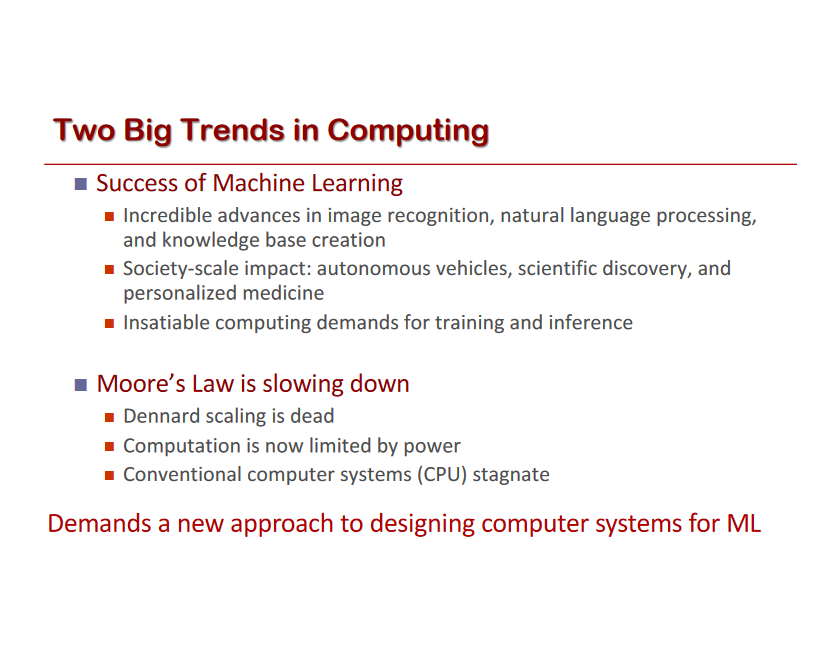 Two Big Trends in Computing
Success of Machine Learning
Incredible advances in image recognition, natural language processing,
and knowledge base creation
Society-scale impact: autonomous vehicles, scientific discovery, and
personalized medicine
Insatiable computing demands for training and inference
Moore’s Law is slowing down
Dennard scaling is dead
Computation is now limited by power
Conventional computer systems (CPU) stagnate
Demands a new approach to designing computer systems for ML